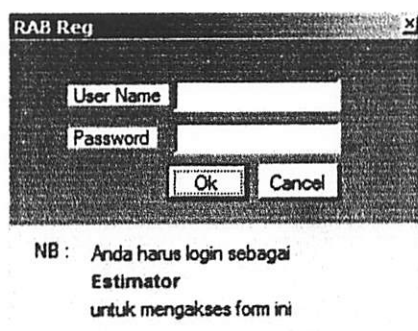 RAB Reg
User Name
Password
Ok Cancel
NB : Anda harus login sebagai
Estimator
untuk mengakses form ini